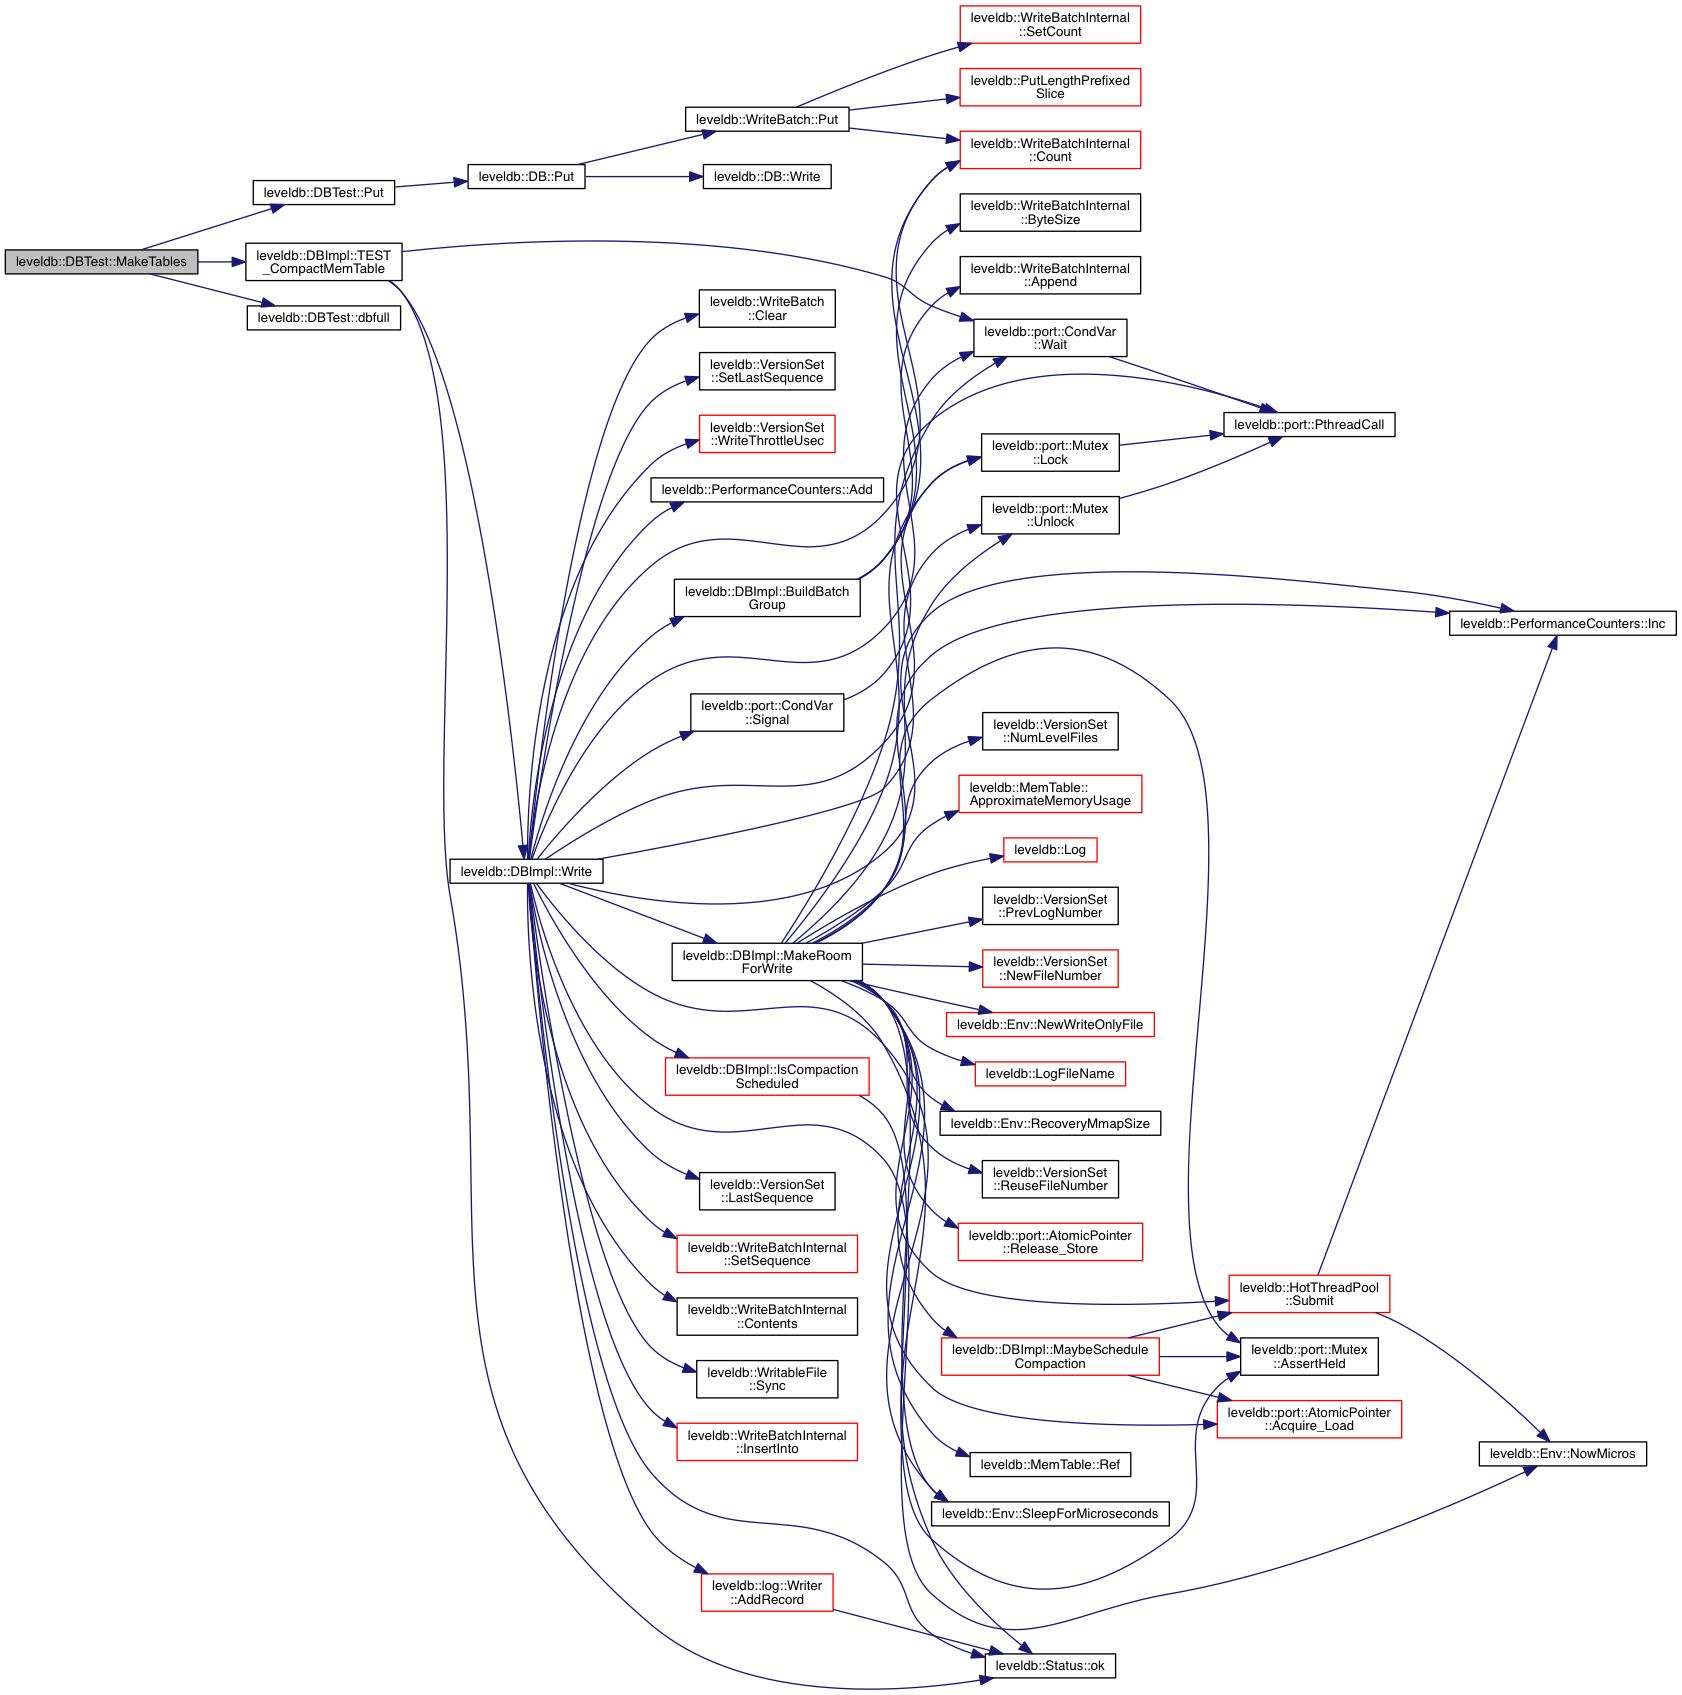 leveldb::WriteBatchInternal
::SetCount
leveldb::PutLengthPrefixed
Slice
leveldb::WriteBatch::Put
leveldb::WriteBatchInternal
::Count
leveldb::DB::Put
leveldb::DB::Write
leveldb::DBTest::Put
leveldb::WriteBatchInternal
::ByteSize
leveldb::DBTest::MakeTables
leveldb::DBImpl::TEST
_CompactMemTable
leveldb::WriteBatchInternal
::Append
leveldb::DBTest::dbfull
leveldb::WriteBatch
::Clear
leveldb::port::CondVar
::Wait
leveldb::VersionSet
::SetLastSequence
leveldb::port::PthreadCall
leveldb::VersionSet
::WriteThrottleUsec
leveldb::port::Mutex
::Lock
leveldb::PerformanceCounters::Add
leveldb::port::Mutex
::Unlock
leveldb::DBImpl::BuildBatch
Group
leveldb::PerformanceCounters::Inc
leveldb::port::CondVar
::Signal
leveldb::VersionSet
::NumLevelFiles
leveldb::MemTable::
ApproximateMemoryUsage
leveldb::Log
leveldb::DBImpl::Write
leveldb::VersionSet
::PrevLogNumber
leveldb::DBImpl::MakeRoom
ForWrite
leveldb::VersionSet
::NewFileNumber
leveldb::Env::NewWriteOnlyFile
leveldb::DBImpl::IsCompaction
Scheduled
leveldb::LogFileName
leveldb::Env::RecoveryMmapSize
leveldb::VersionSet
::ReuseFileNumber
leveldb::VersionSet
::LastSequence
leveldb::port::AtomicPointer
::Release_Store
leveldb::WriteBatchInternal
::SetSequence
leveldb::HotThreadPool
::Submit
leveldb::WriteBatchInternal
::Contents
leveldb::DBImpl::MaybeSchedule
Compaction
leveldb::port::Mutex
::AssertHeld
leveldb::WritableFile
::Sync
leveldb::port::AtomicPointer
::Acquire_Load
leveldb::WriteBatchInternal
::InsertInto
leveldb::Env::NowMicros
leveldb::MemTable::Ref
leveldb::Env::SleepForMicroseconds
leveldb::log::Writer
::AddRecord
leveldb::Status::ok